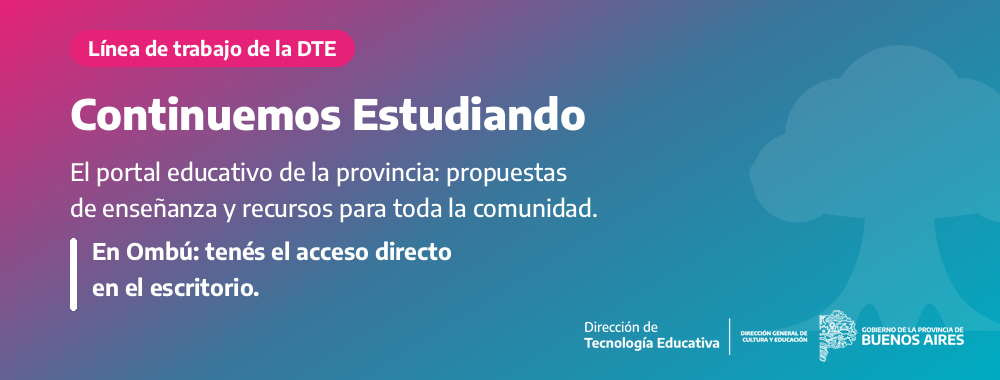 Línea de trabajo de la DTE
Continuemos Estudiando
El portal educativo de la provincia: propuestas
de enseñanza y recursos para toda la comunidad.
En Ombú: tenés el acceso directo
en el escritorio.
Dirección de
Tecnología Educativa
DIRECCIÓN GENERAL DE
CULTURA Y EDUCACIÓN
GOBIERNO DE LA PROVINCIA DE
BUENOS AIRES